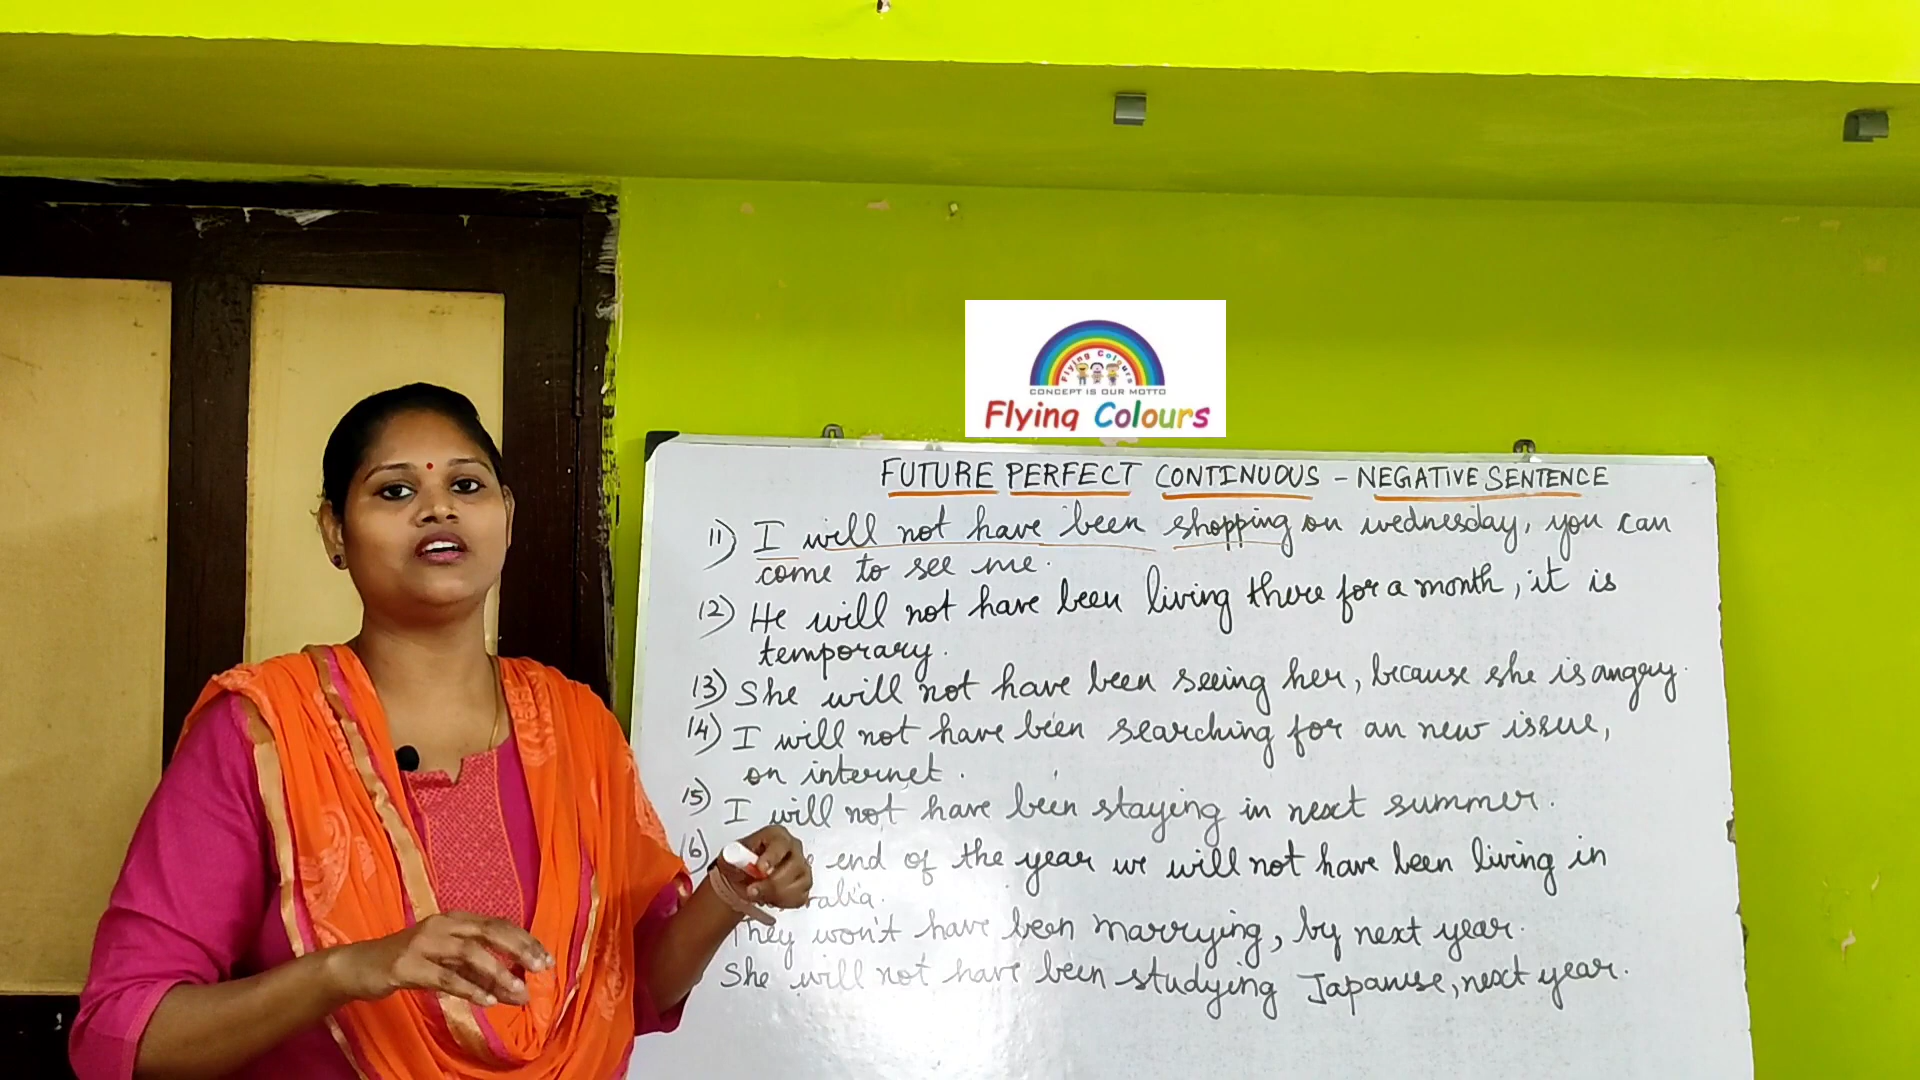 Flying Colours
CONCEPT IS OUR MOTTO
Flying Colours
FUTURE PERFECT CONTINUOUS - NEGATIVE SENTENCE
11) I will not have been shopping on wednesday, you can
come to see me.
12) He will not have been living there for a month, it is
temporary.
13) She will not have been seeing her, because she is angry.
14) I will not have been searching for an new issue,
on internet.
15) I will not have been staying in next summer.
16) end of the year we will not have been living in
They won't have been marrying, by next year.
She will not have been studying Japanese, next year.